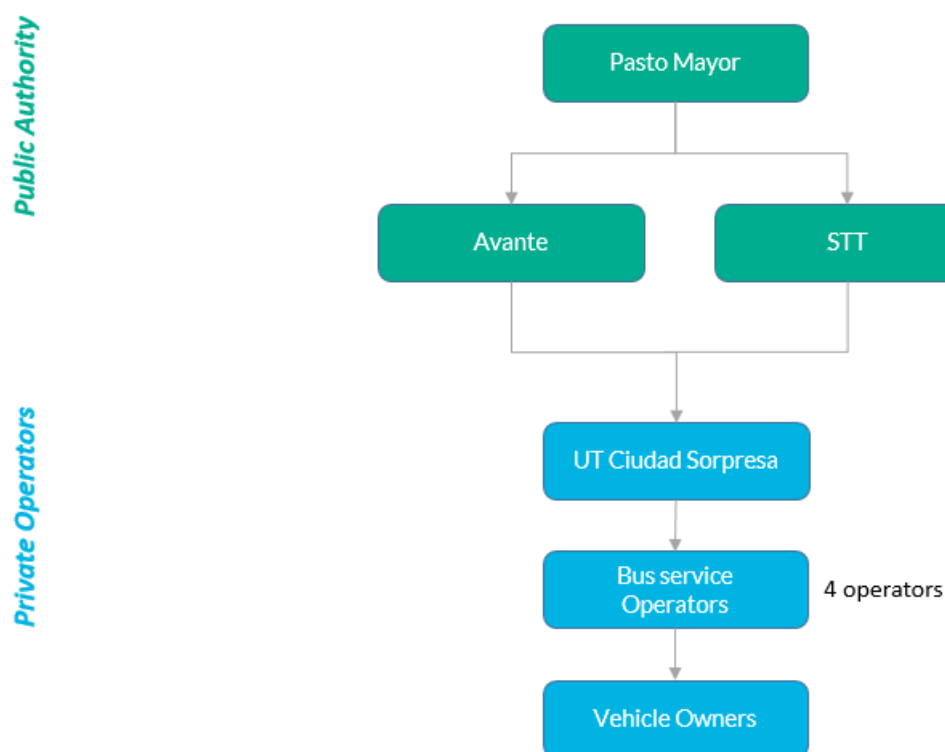 Public Authority
Pasto Mayor
Avante
STT
Private Operators
UT Ciudad Sorpresa
Bus service
Operators
4 operators
Vehicle Owners